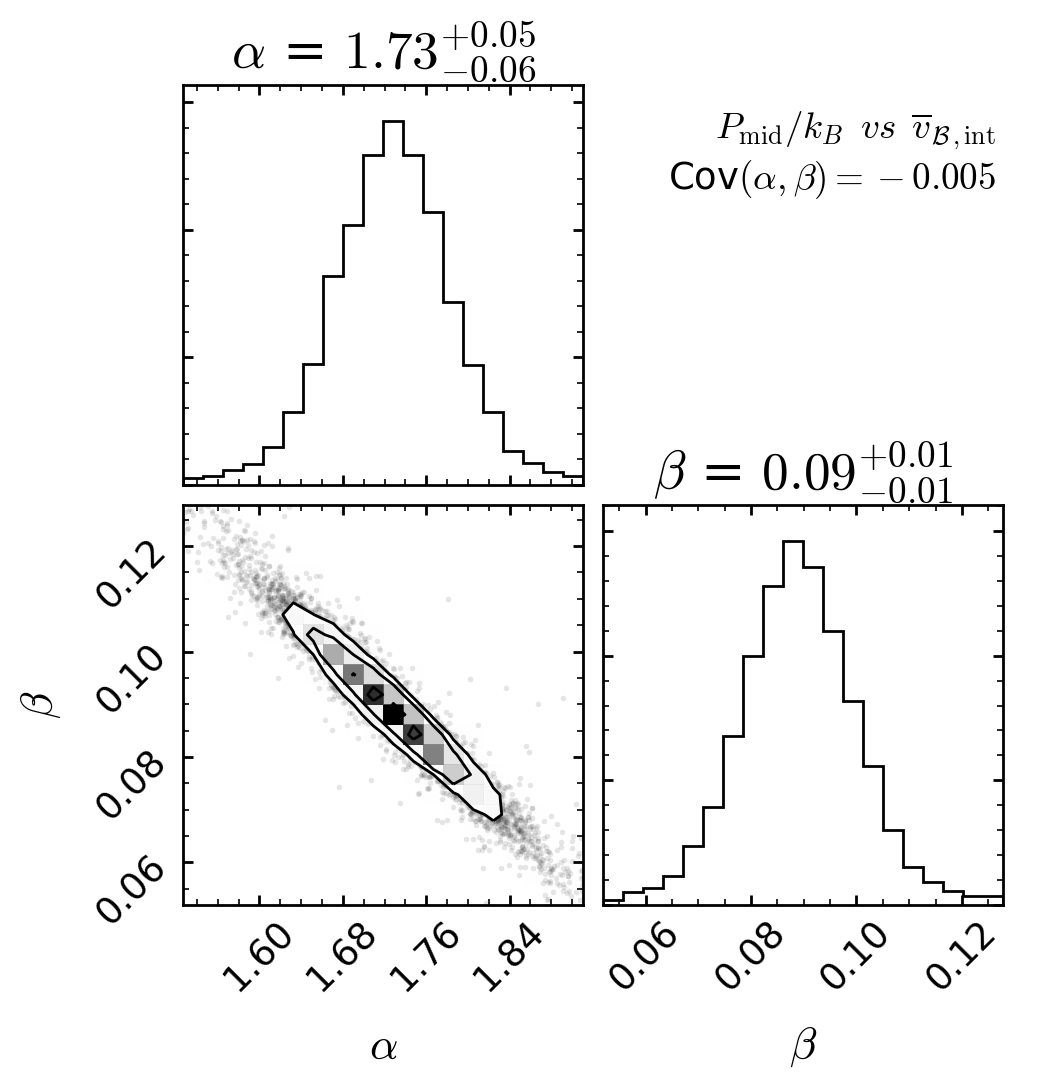 α = 1.73+0.05−0.06
P_mid/k_B vs v̅_ℬ,int
Cov(α, β) = − 0.005
β = 0.09+0.01−0.01
0.12
0.10
0.08
0.06
β
1.60 1.68 1.76 1.84
0.06 0.08 0.10 0.12
α
β